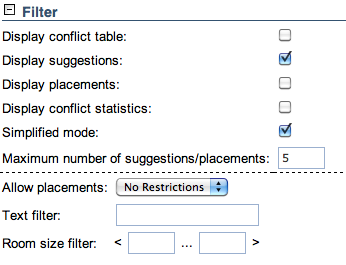 Filter
Display conflict table:
Display suggestions:
Display placements:
Display conflict statistics:
Simplified mode:
Maximum number of suggestions/placements: 5
Allow placements: No Restrictions
Text filter:
Room size filter: < ... >